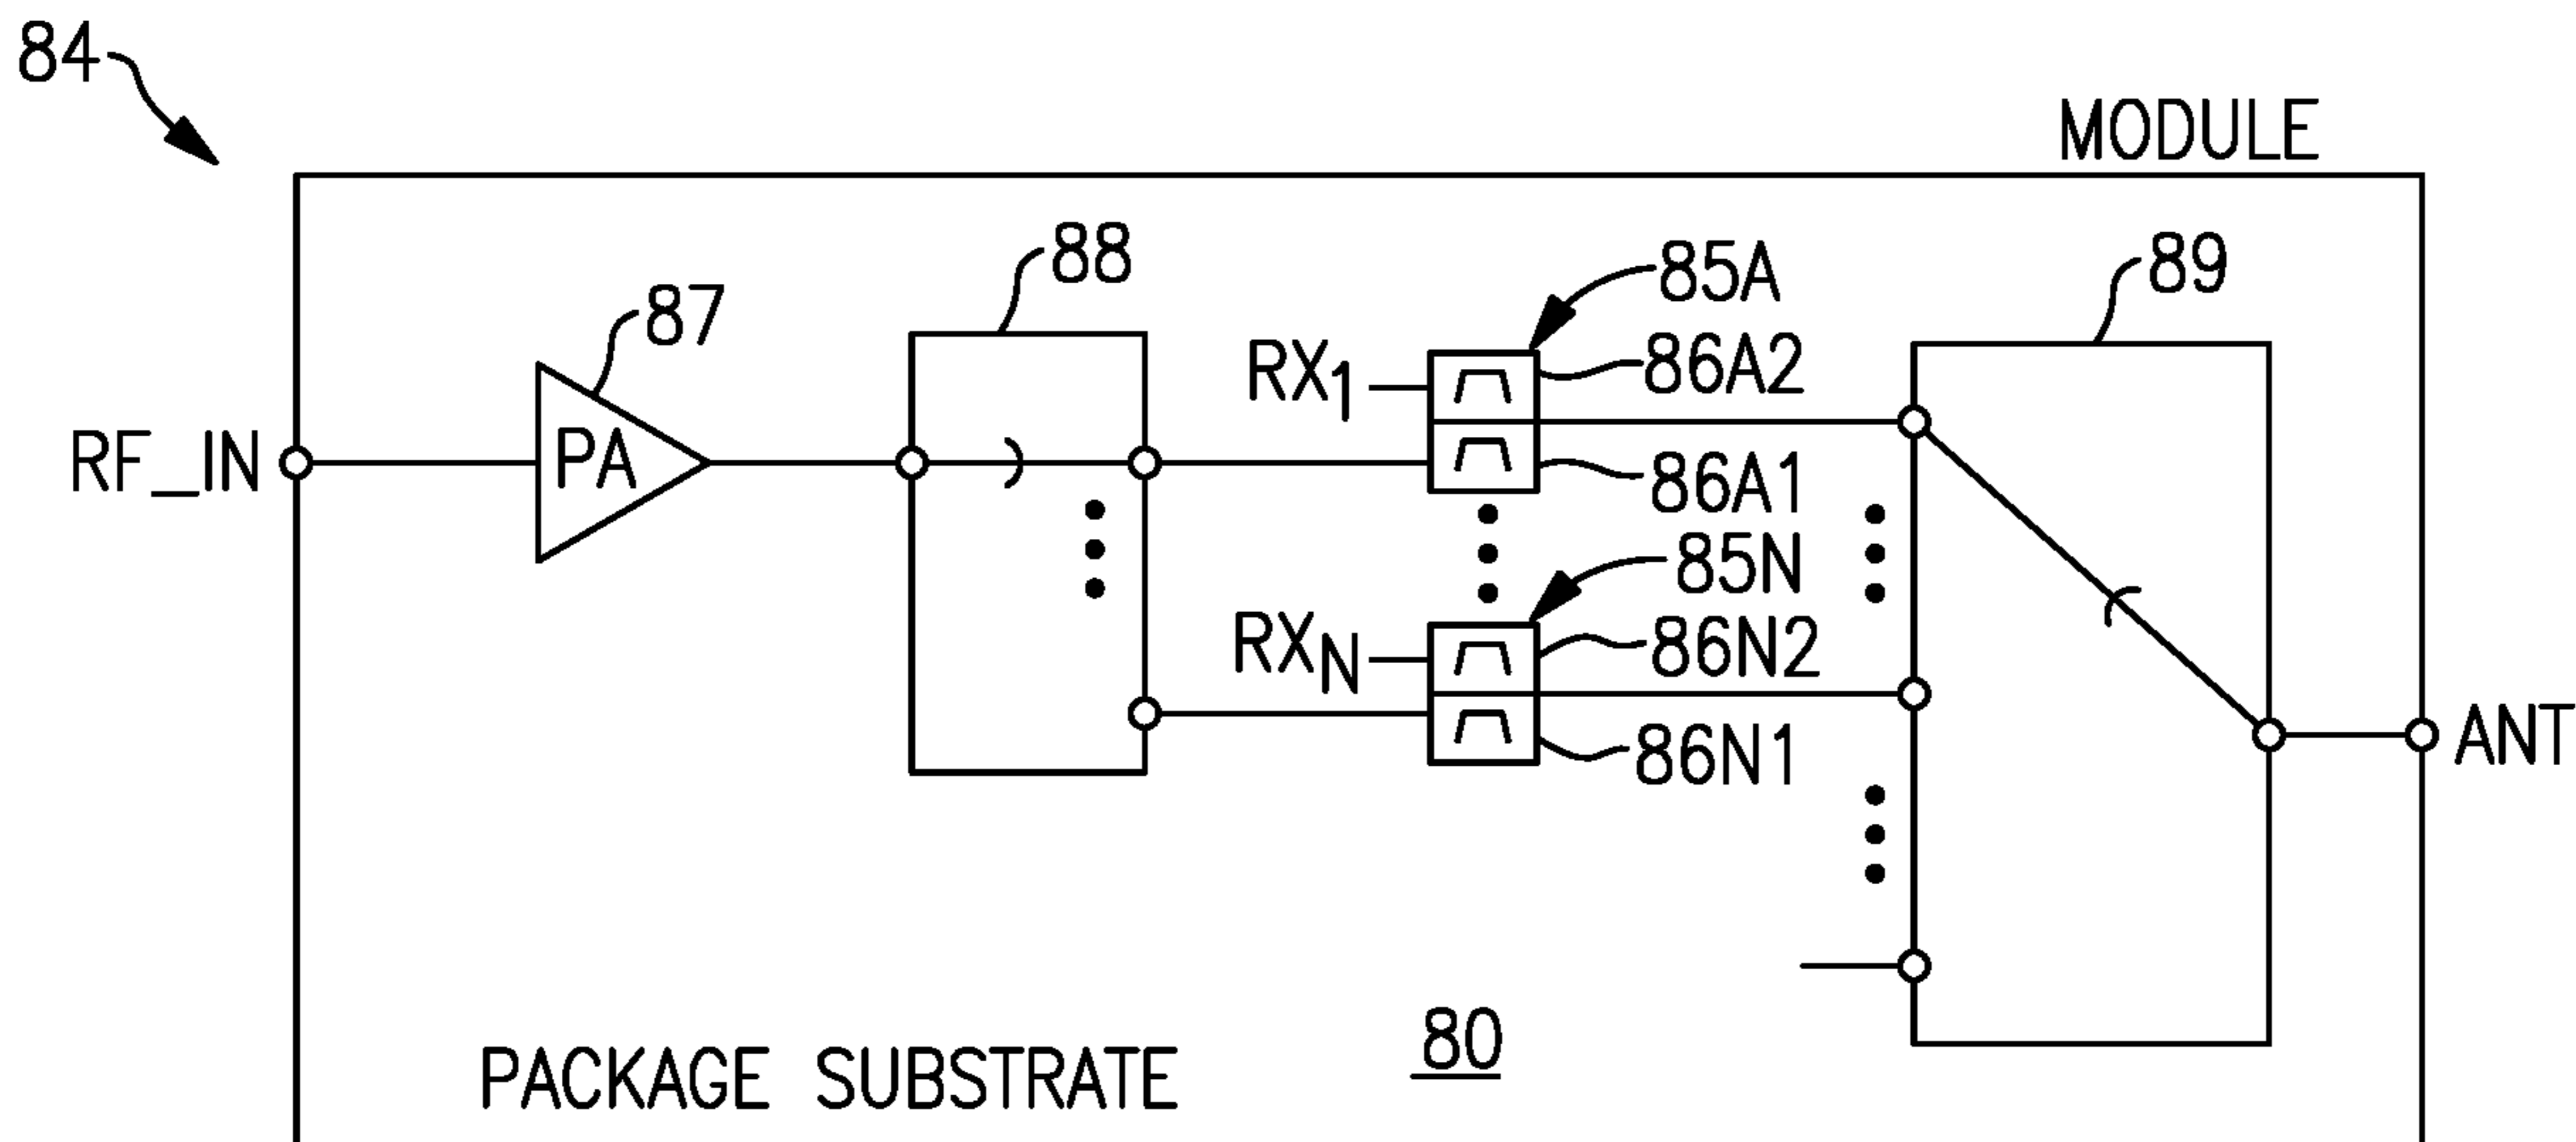 84
MODULE
88
89
87
85A
RX1
86A2
RF_IN
PA
86A1
85N
RXN
86N2
86N1
ANT
80
PACKAGE SUBSTRATE